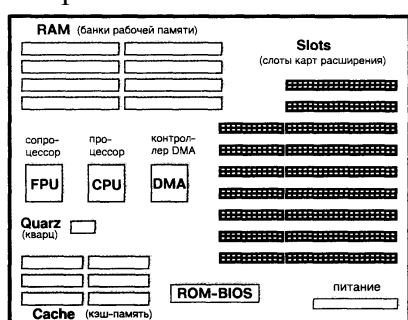 RAM (банки рабочей памяти)
Slots
(слоты карт расширения)
сопро-
цессор
про-
цессор
контрол-
лер DMA
FPU
CPU
DMA
Quarz
(кварц)
ROM-BIOS
питание
Cache (кэш-память)